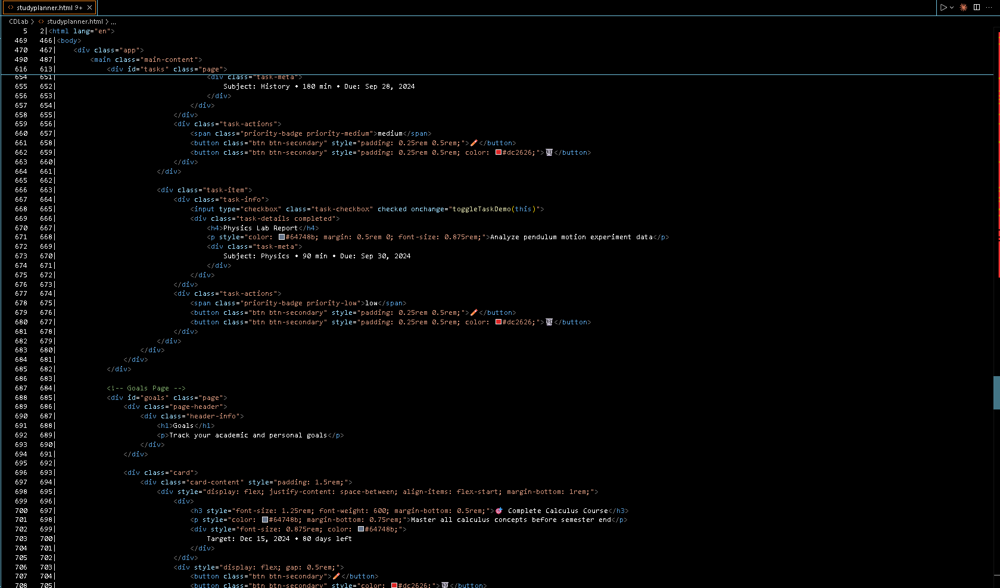 studyplanner.html 9+
CDLab > studyplanner.html > ...
5 2|<html lang="en">
469 466|<body>
470 467| <div class="app">
490 487| <main class="main-content">
616 613| <div id="tasks" class="page">
654 651| <div class="task-meta">
655 652| Subject: History • 180 min • Due: Sep 28, 2024
656 653| </div>
657 654| </div>
658 655| </div>
659 656| <div class="task-actions">
660 657| <span class="priority-badge priority-medium">medium</span>
661 658| <button class="btn btn-secondary" style="padding: 0.25rem 0.5rem;">✏️</button>
662 659| <button class="btn btn-secondary" style="padding: 0.25rem 0.5rem; color: #dc2626;">🗑️</button>
663 660| </div>
664 661| </div>
665 662|
666 663| <div class="task-item">
667 664| <div class="task-info">
668 665| <input type="checkbox" class="task-checkbox" checked onchange="toggleTaskDemo(this)">
669 666| <div class="task-details completed">
670 667| <h4>Physics Lab Report</h4>
671 668| <p style="color: #64748b; margin: 0.5rem 0; font-size: 0.875rem;">Analyze pendulum motion experiment data</p>
672 669| <div class="task-meta">
673 670| Subject: Physics • 90 min • Due: Sep 30, 2024
674 671| </div>
675 672| </div>
676 673| </div>
677 674| <div class="task-actions">
678 675| <span class="priority-badge priority-low">low</span>
679 676| <button class="btn btn-secondary" style="padding: 0.25rem 0.5rem;">✏️</button>
680 677| <button class="btn btn-secondary" style="padding: 0.25rem 0.5rem; color: #dc2626;">🗑️</button>
681 678| </div>
682 679| </div>
683 680| </div>
684 681| </div>
685 682| </div>
686 683|
687 684| <!-- Goals Page -->
688 685| <div id="goals" class="page">
689 686| <div class="page-header">
690 687| <div class="header-info">
691 688| <h1>Goals</h1>
692 689| <p>Track your academic and personal goals</p>
693 690| </div>
694 691| </div>
695 692|
696 693| <div class="card">
697 694| <div class="card-content" style="padding: 1.5rem;">
698 695| <div style="display: flex; justify-content: space-between; align-items: flex-start; margin-bottom: 1rem;">
699 696| <div>
700 697| <h3 style="font-size: 1.25rem; font-weight: 600; margin-bottom: 0.5rem;">🎯 Complete Calculus Course</h3>
701 698| <p style="color: #64748b; margin-bottom: 0.75rem;">Master all calculus concepts before semester end</p>
702 699| <div style="font-size: 0.875rem; color: #64748b;">
703 700| Target: Dec 15, 2024 • 80 days left
704 701| </div>
705 702| </div>
706 703| <div style="display: flex; gap: 0.5rem;">
707 704| <button class="btn btn-secondary">✏️</button>
708 705| <button class="btn btn-secondary" style="color: #dc2626;">🗑️</button>